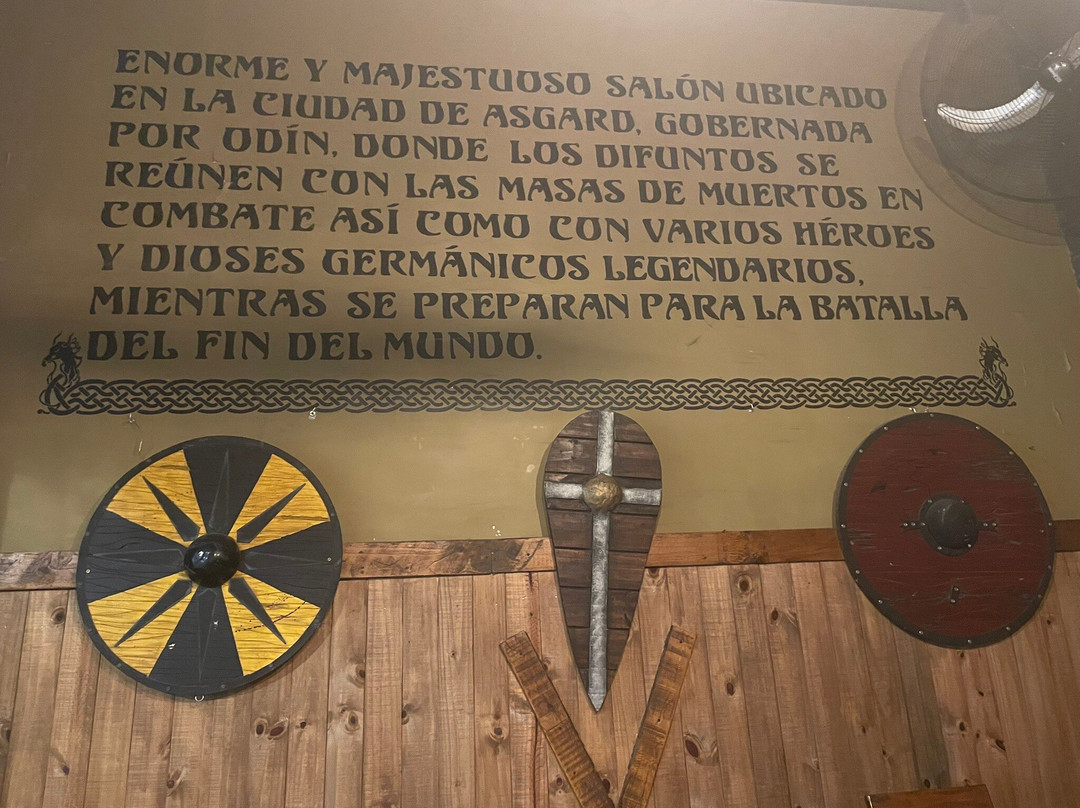 ENORME Y MAJESTUOSO SALÓN UBICADO
EN LA CIUDAD DE ASGARD, GOBERNADA
POR ODÍN, DONDE LOS DIFUNTOS SE
REÚNEN CON LAS MASAS DE MUERTOS EN
COMBATE ASÍ COMO CON VARIOS HÉROES
Y DIOSES GERMÁNICOS LEGENDARIOS,
MIENTRAS SE PREPARAN PARA LA BATALLA
DEL FIN DEL MUNDO.